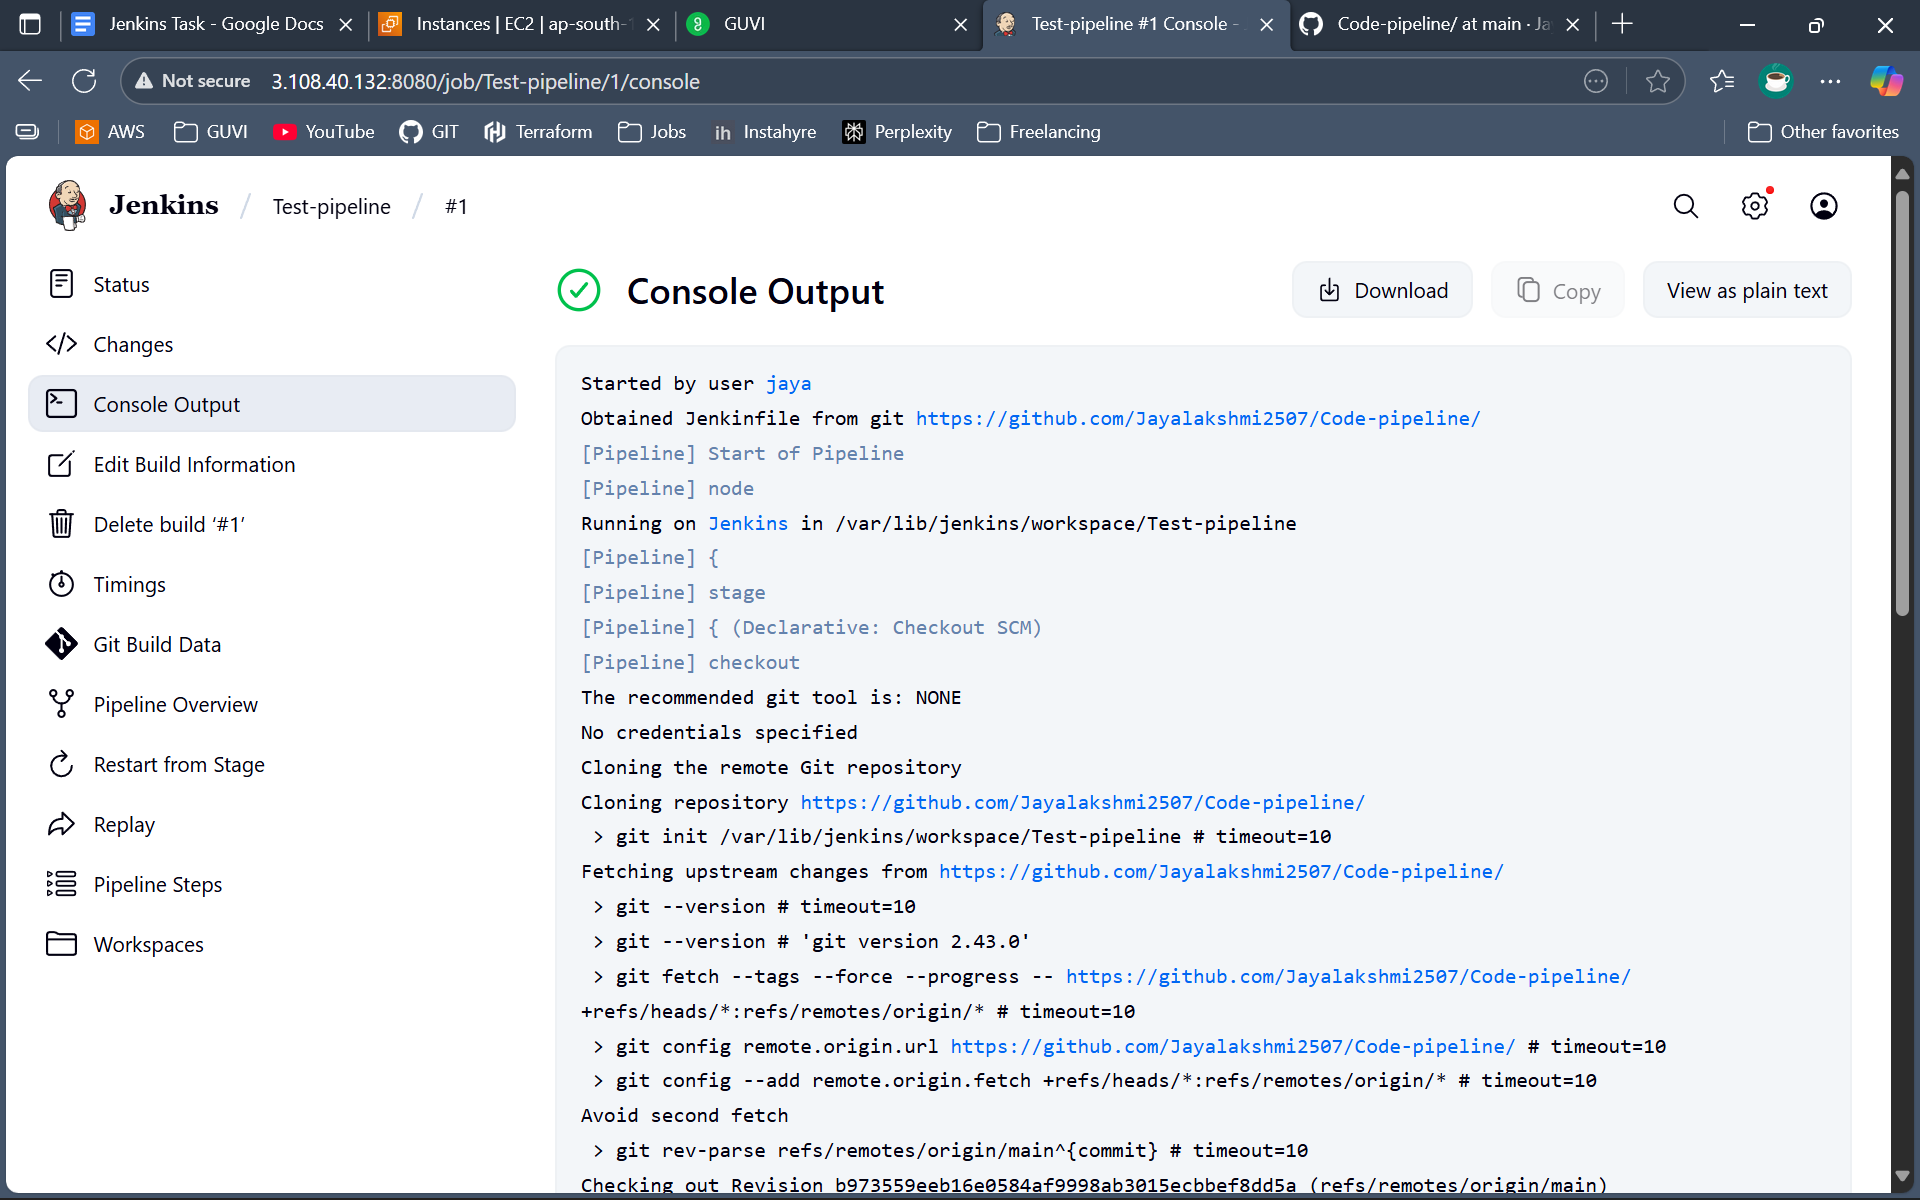 Jenkins Task - Google Docs
Instances | EC2 | ap-south-1
GUVI
Test-pipeline #1 Console -
Code-pipeline/ at main · Ja
Not secure 3.108.40.132:8080/job/Test-pipeline/1/console
AWS GUVI YouTube GIT Terraform Jobs ih Instahyre Perplexity Freelancing Other favorites
Jenkins / Test-pipeline / #1
Status
Changes
Console Output
Edit Build Information
Delete build ‘#1’
Timings
Git Build Data
Pipeline Overview
Restart from Stage
Replay
Pipeline Steps
Workspaces
Console Output
Download
Copy
View as plain text
Started by user jaya
Obtained Jenkinfile from git https://github.com/Jayalakshmi2507/Code-pipeline/
[Pipeline] Start of Pipeline
[Pipeline] node
Running on Jenkins in /var/lib/jenkins/workspace/Test-pipeline
[Pipeline] {
[Pipeline] stage
[Pipeline] { (Declarative: Checkout SCM)
[Pipeline] checkout
The recommended git tool is: NONE
No credentials specified
Cloning the remote Git repository
Cloning repository https://github.com/Jayalakshmi2507/Code-pipeline/
 > git init /var/lib/jenkins/workspace/Test-pipeline # timeout=10
Fetching upstream changes from https://github.com/Jayalakshmi2507/Code-pipeline/
 > git --version # timeout=10
 > git --version # 'git version 2.43.0'
 > git fetch --tags --force --progress -- https://github.com/Jayalakshmi2507/Code-pipeline/
+refs/heads/*:refs/remotes/origin/* # timeout=10
 > git config remote.origin.url https://github.com/Jayalakshmi2507/Code-pipeline/ # timeout=10
 > git config --add remote.origin.fetch +refs/heads/*:refs/remotes/origin/* # timeout=10
Avoid second fetch
 > git rev-parse refs/remotes/origin/main^{commit} # timeout=10
Checking out Revision b973559eeb16e0584af9998ab3015ecbbef8dd5a (refs/remotes/origin/main)